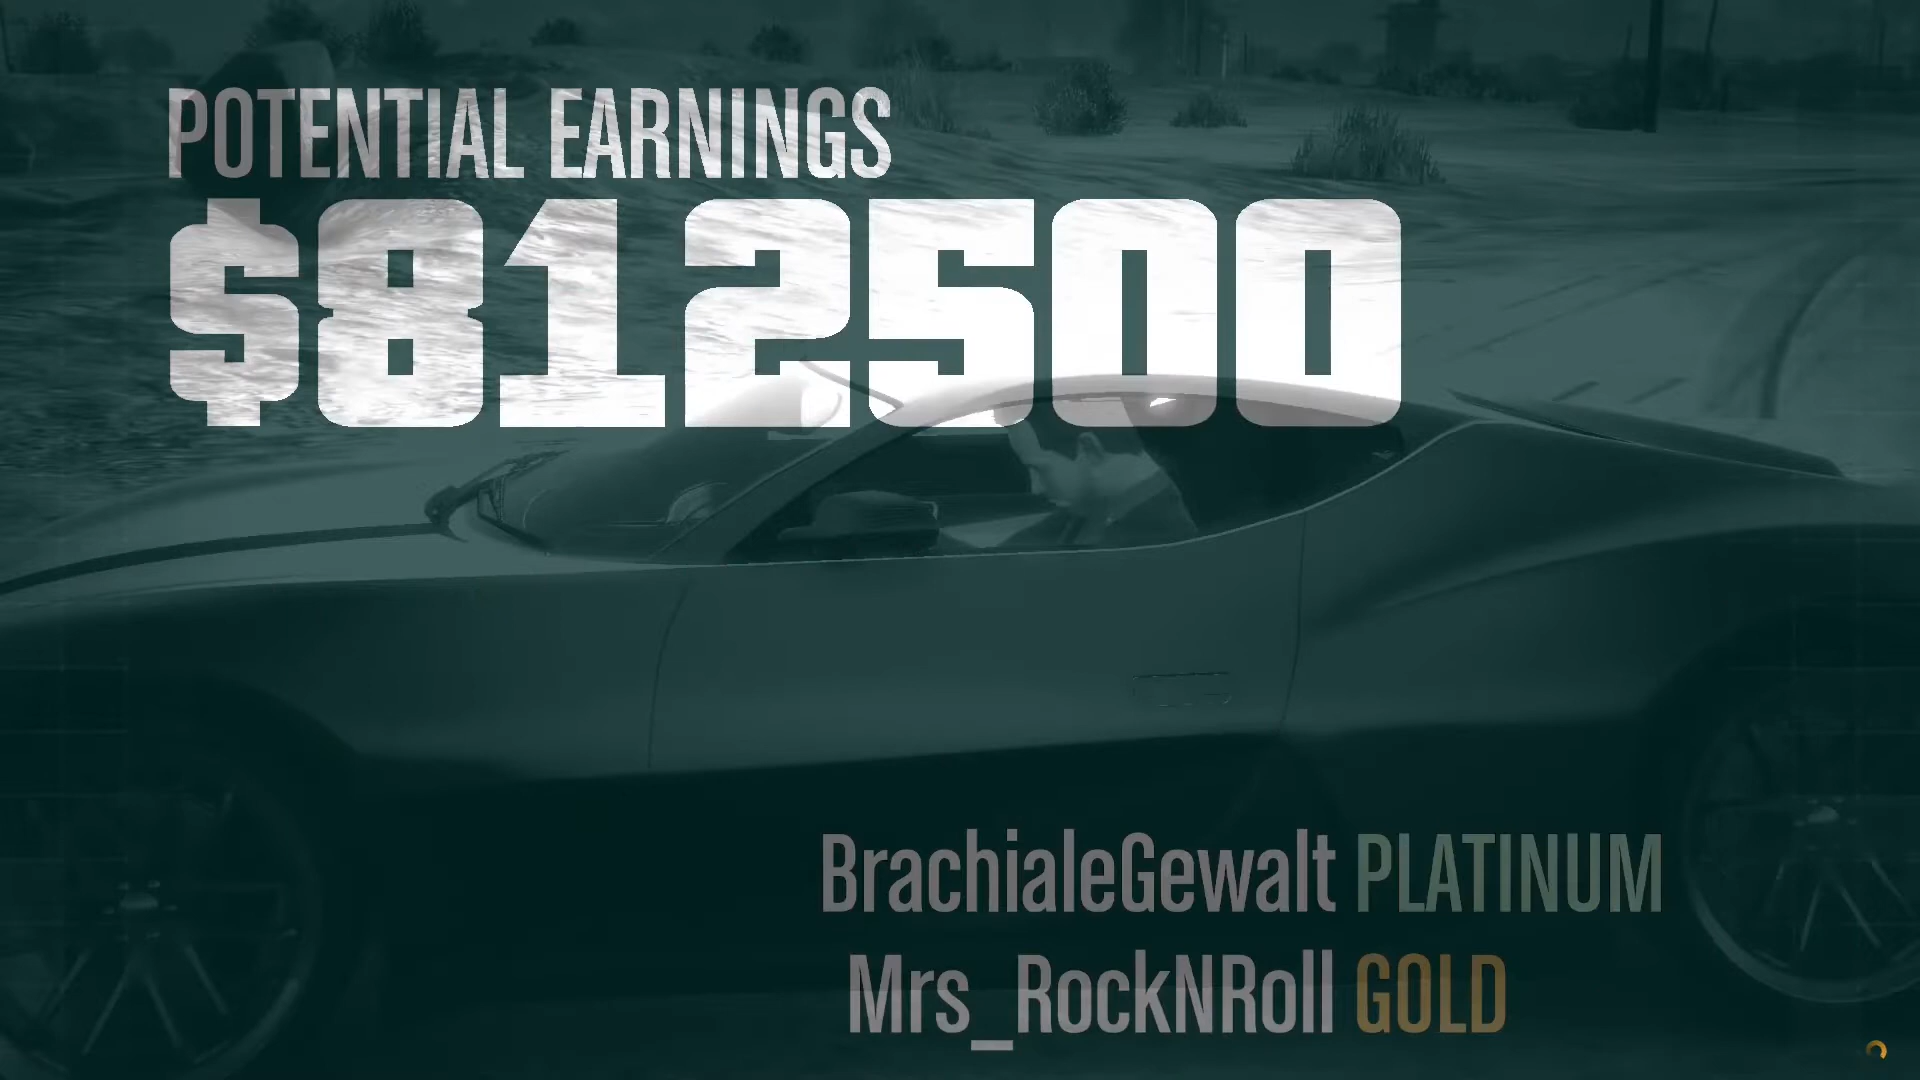 POTENTIAL EARNINGS
$812500
BrachialeGewalt PLATINUM
Mrs_RockNRoll GOLD